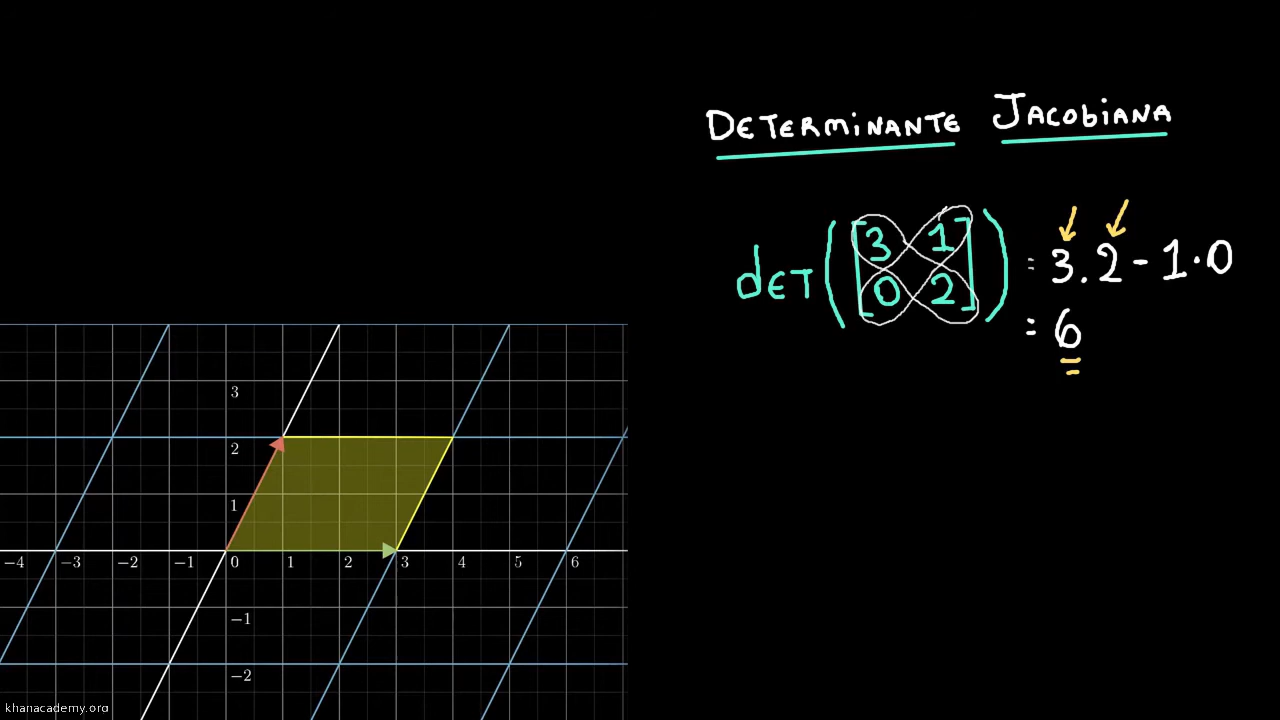 DETERMINANTE JACOBIANA
dET([3 1
0 2]) = 3.2 - 1·0
= 6
3
2
1
−4 −3 −2 −1 0 1 2 3 4 5 6
−1
−2
khanacademy.org